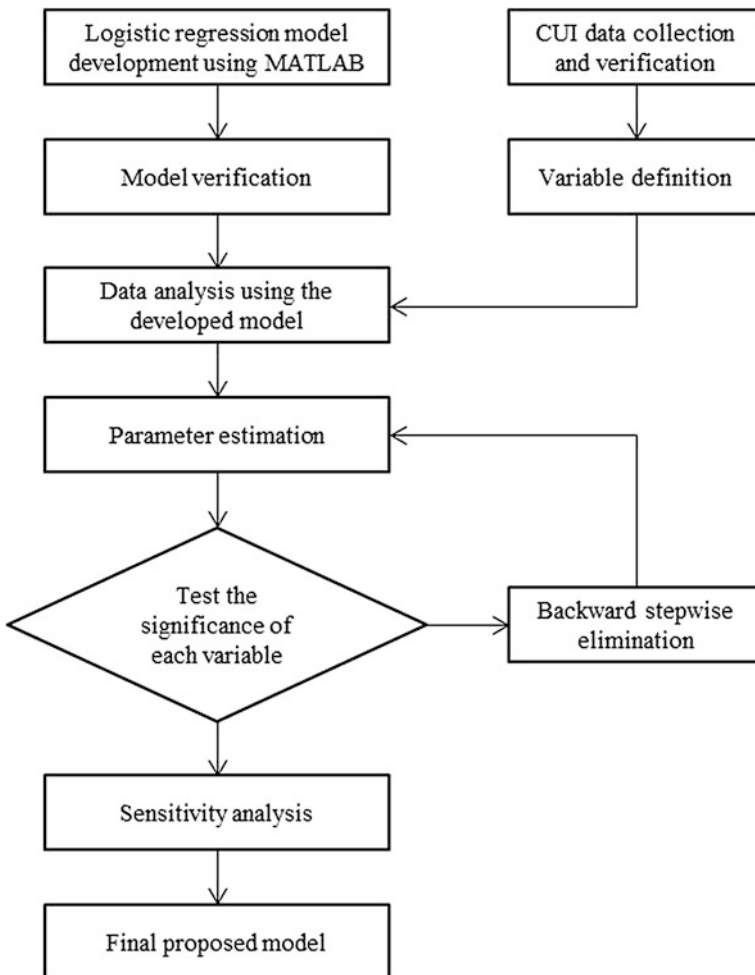 Logistic regression model
development using MATLAB
CUI data collection
and verification
Model verification
Variable definition
Data analysis using the
developed model
Parameter estimation
Test the
significance of
each variable
Backward stepwise
elimination
Sensitivity analysis
Final proposed model